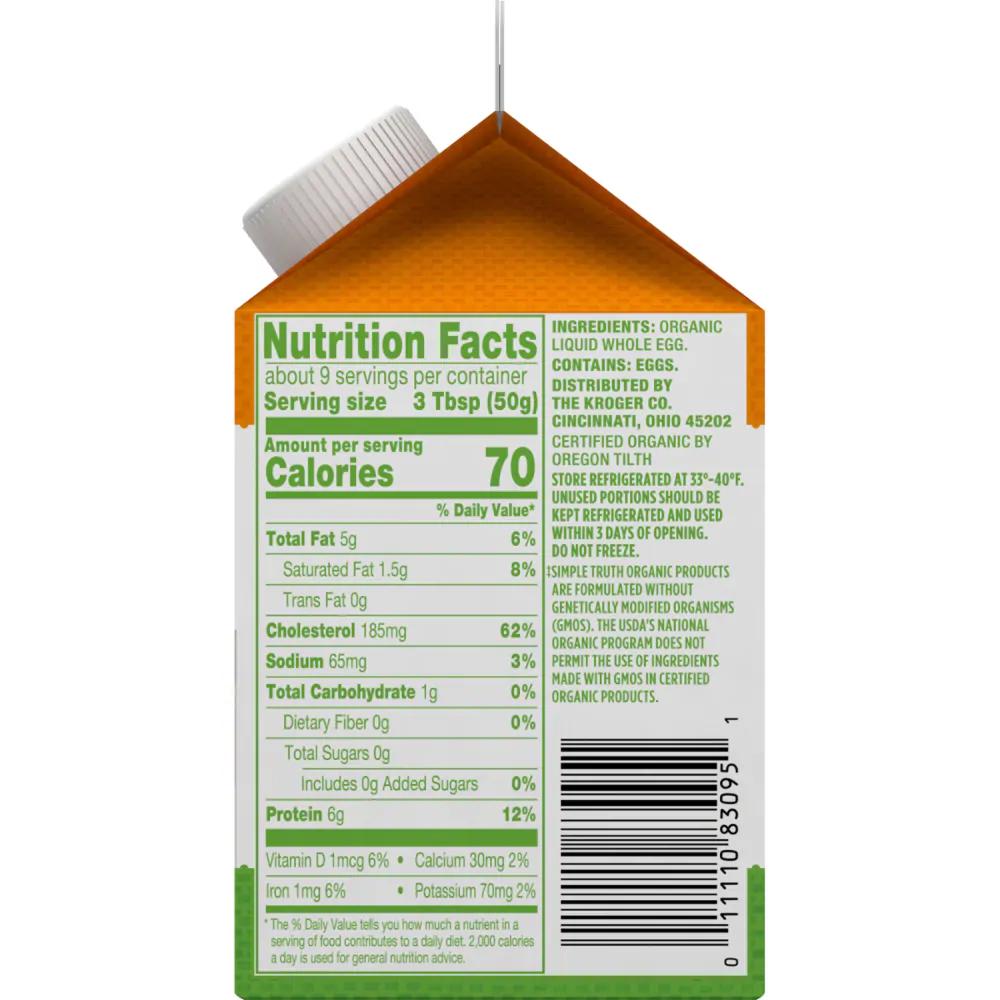 Nutrition Facts
about 9 servings per container
Serving size 3 Tbsp (50g)
Amount per serving
Calories 70
% Daily Value*
Total Fat 5g 6%
Saturated Fat 1.5g 8%
Trans Fat 0g
Cholesterol 185mg 62%
Sodium 65mg 3%
Total Carbohydrate 1g 0%
Dietary Fiber 0g 0%
Total Sugars 0g
Includes 0g Added Sugars 0%
Protein 6g 12%
Vitamin D 1mcg 6% • Calcium 30mg 2%
Iron 1mg 6% • Potassium 70mg 2%
* The % Daily Value tells you how much a nutrient in a
serving of food contributes to a daily diet. 2,000 calories
a day is used for general nutrition advice.
INGREDIENTS: ORGANIC
LIQUID WHOLE EGG.
CONTAINS: EGGS.
DISTRIBUTED BY
THE KROGER CO.
CINCINNATI, OHIO 45202
CERTIFIED ORGANIC BY
OREGON TILTH
STORE REFRIGERATED AT 33°-40°F.
UNUSED PORTIONS SHOULD BE
KEPT REFRIGERATED AND USED
WITHIN 3 DAYS OF OPENING.
DO NOT FREEZE.
‡SIMPLE TRUTH ORGANIC PRODUCTS
ARE FORMULATED WITHOUT
GENETICALLY MODIFIED ORGANISMS
(GMOS). THE USDA'S NATIONAL
ORGANIC PROGRAM DOES NOT
PERMIT THE USE OF INGREDIENTS
MADE WITH GMOS IN CERTIFIED
ORGANIC PRODUCTS.
0 11110 83095 1